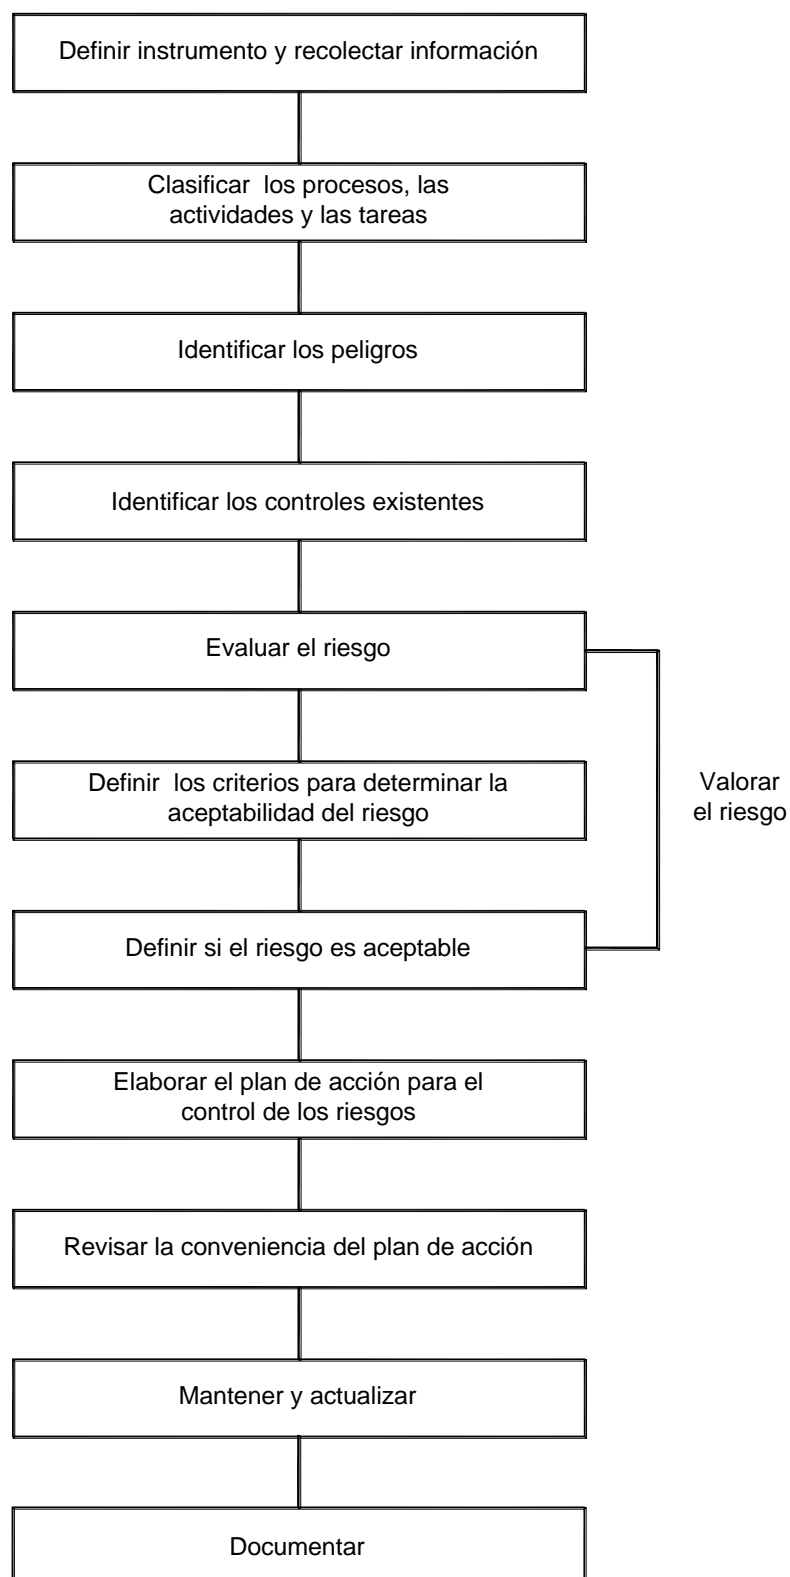 Definir instrumento y recolectar información
Clasificar los procesos, las
actividades y las tareas
Identificar los peligros
Identificar los controles existentes
Evaluar el riesgo
Definir los criterios para determinar la
aceptabilidad del riesgo
Valorar
el riesgo
Definir si el riesgo es aceptable
Elaborar el plan de acción para el
control de los riesgos
Revisar la conveniencia del plan de acción
Mantener y actualizar
Documentar